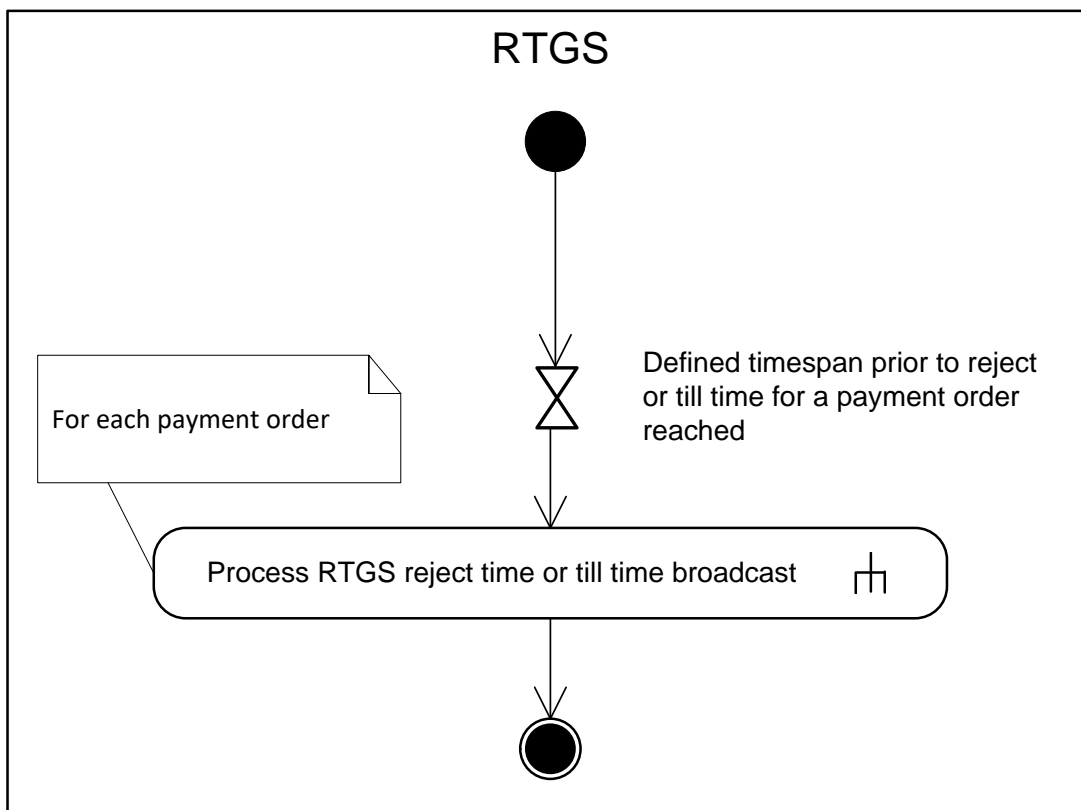 RTGS
Defined timespan prior to reject
or till time for a payment order
reached
For each payment order
Process RTGS reject time or till time broadcast